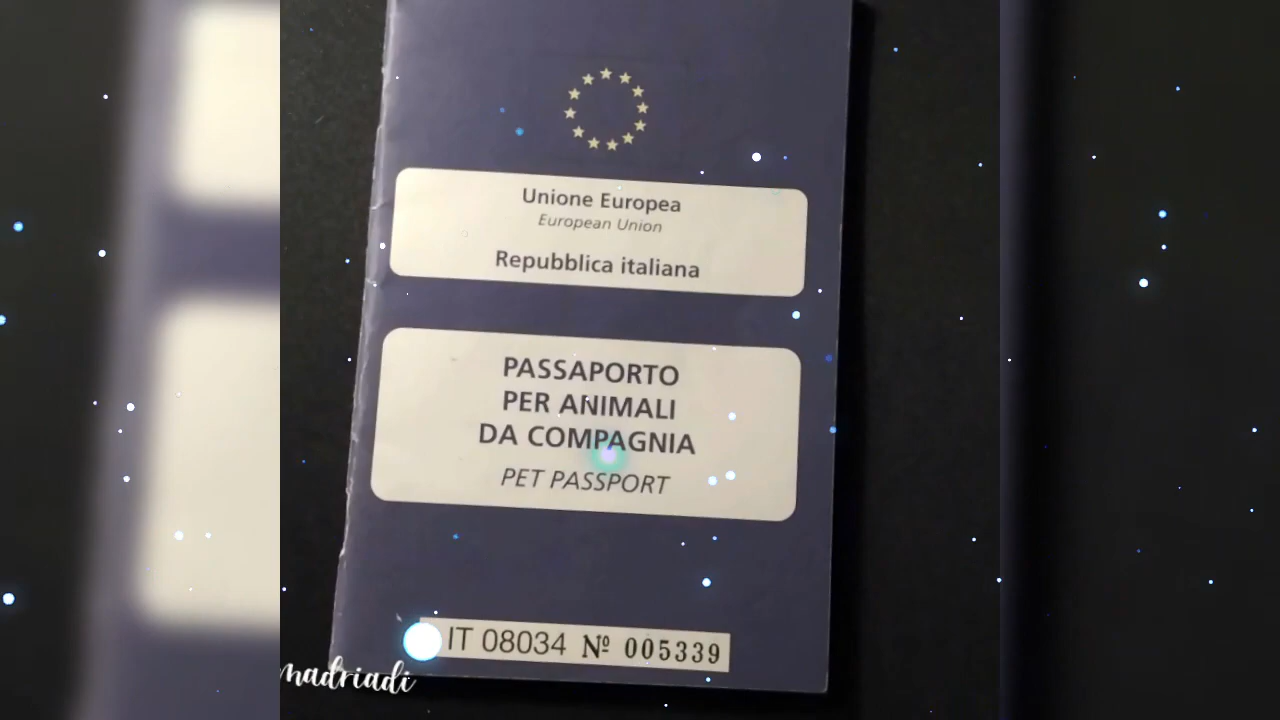 Unione Europea
European Union
Repubblica italiana
PASSAPORTO
PER ANIMALI
DA COMPAGNIA
PET PASSPORT
IT 08034 Nº 005339
madriadi